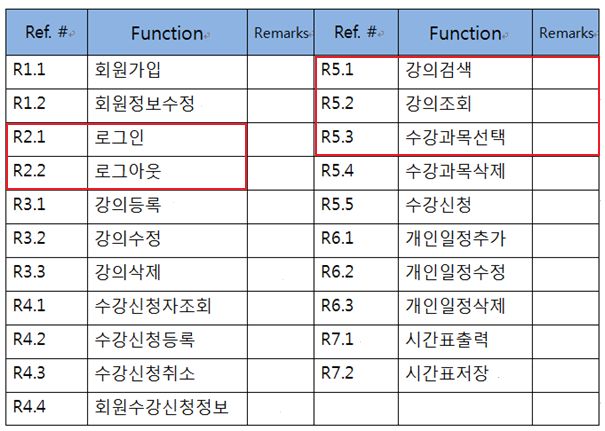 Ref. # Function Remarks Ref. # Function Remarks
R1.1 회원가입 R5.1 강의검색
R1.2 회원정보수정 R5.2 강의조회
R2.1 로그인 R5.3 수강과목선택
R2.2 로그아웃 R5.4 수강과목삭제
R3.1 강의등록 R5.5 수강신청
R3.2 강의수정 R6.1 개인일정추가
R3.3 강의삭제 R6.2 개인일정수정
R4.1 수강신청자조회 R6.3 개인일정삭제
R4.2 수강신청등록 R7.1 시간표출력
R4.3 수강신청취소 R7.2 시간표저장
R4.4 회원수강신청정보